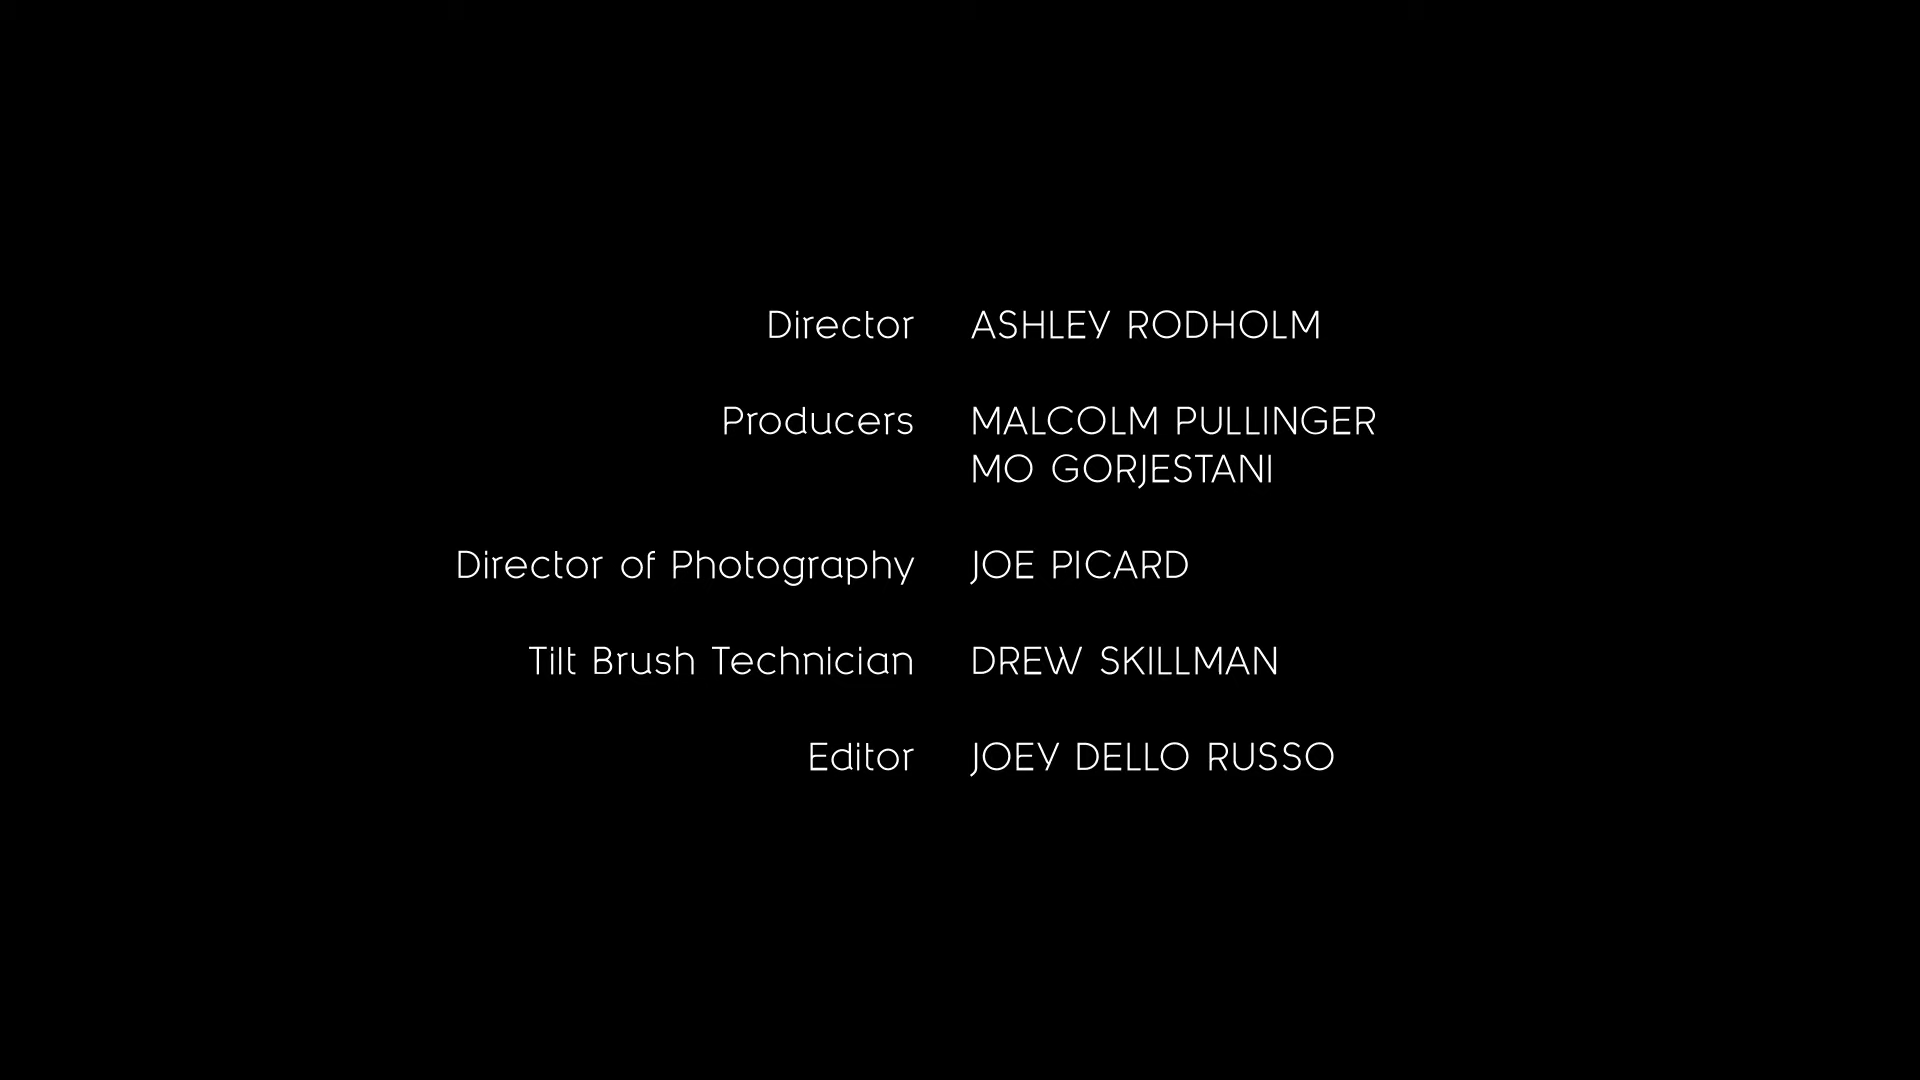 Director ASHLEY RODHOLM
Producers MALCOLM PULLINGER
MO GORJESTANI
Director of Photography JOE PICARD
Tilt Brush Technician DREW SKILLMAN
Editor JOEY DELLO RUSSO